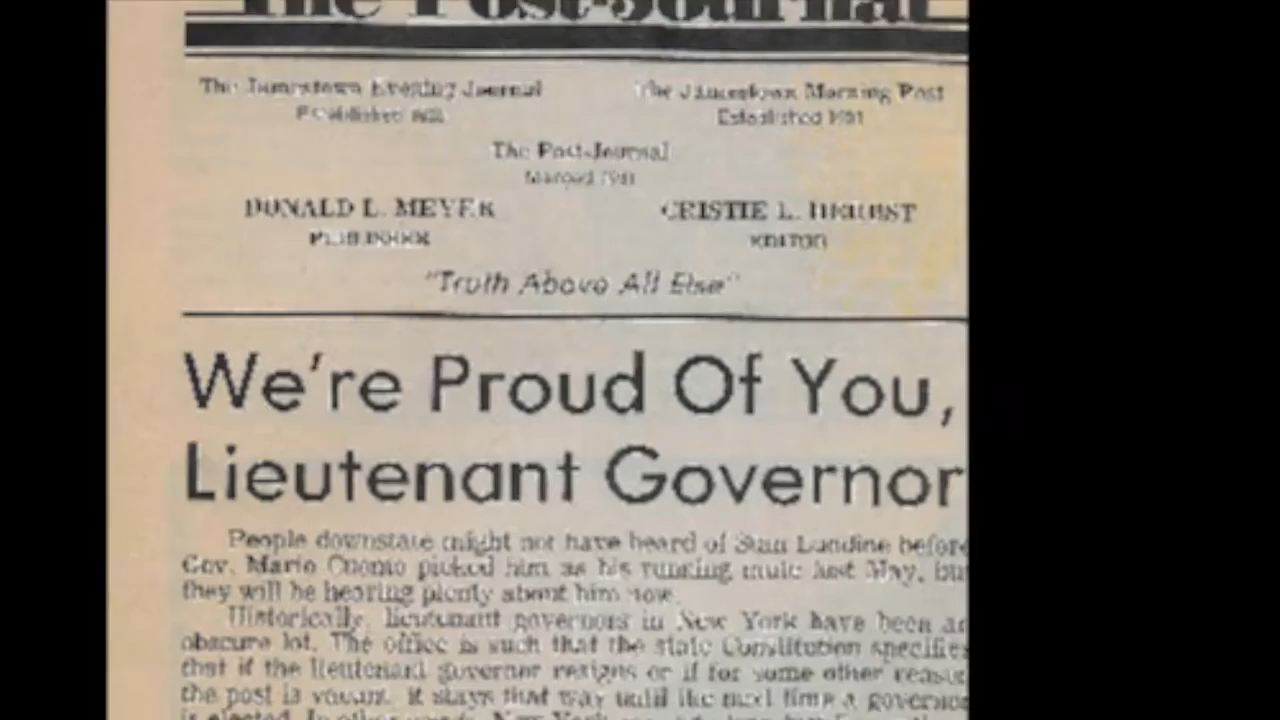 The Post-Journal
The Jamestown Evening Journal
The Jamestown Morning Post
Established
Established 1901
The Post-Journal
Merged 1941
DONALD L. MEYER
CRISTIE L. HERBST
PUBLISHER
EDITOR
"Truth Above All Else"
We're Proud Of You,
Lieutenant Governor
People downstate might not have heard of Stan Lundine before
Gov. Mario Cuomo picked him as his running mate last May, but
they will be hearing plenty about him now.
Historically, lieutenant governors in New York have been an
obscure lot. The office is such that the state Constitution specifies
that if the lieutenant governor resigns or if for some other reason
the post is vacant, it stays that way until the next time a governor
is elected. In other words, New York